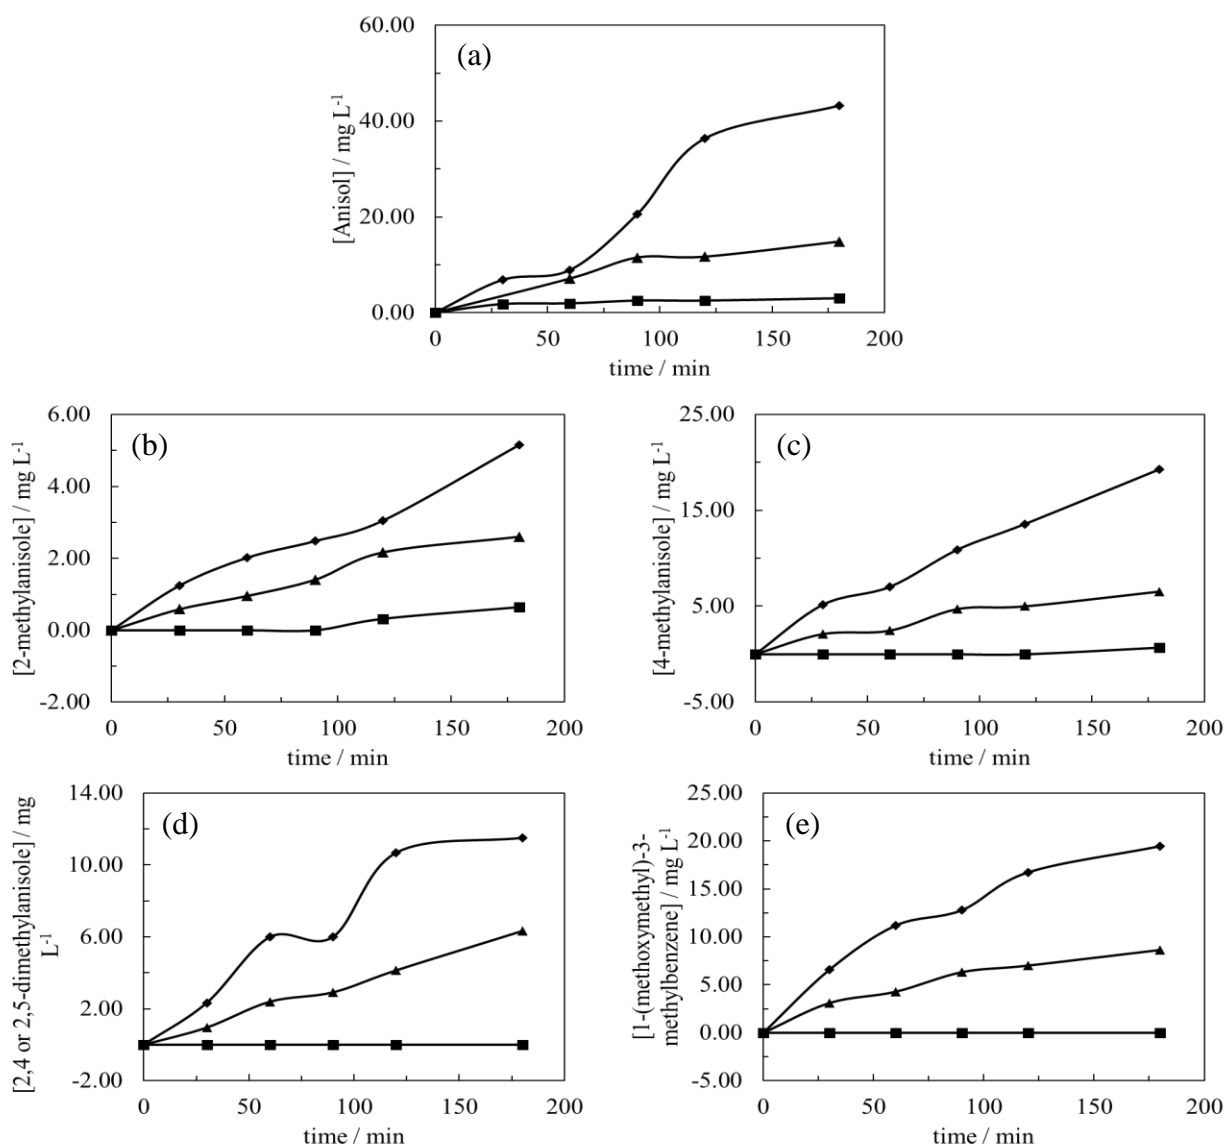 (a)
[Anisol] / mg L-1
60.00
40.00
20.00
0.00
0 50 100 150 200
time / min
(b)
[2-methylanisole] / mg L-1
6.00
4.00
2.00
0.00
-2.00
0 50 100 150 200
time / min
(c)
[4-methylanisole] / mg L-1
25.00
15.00
5.00
-5.00
0 50 100 150 200
time / min
(d)
[2,4 or 2,5-dimethylanisole] / mg
L-1
14.00
10.00
6.00
2.00
-2.00
0 50 100 150 200
time / min
(e)
[1-(methoxymethyl)-3-
methylbenzene] / mg L-1
25.00
20.00
15.00
10.00
5.00
0.00
-5.00
0 50 100 150 200
time / min